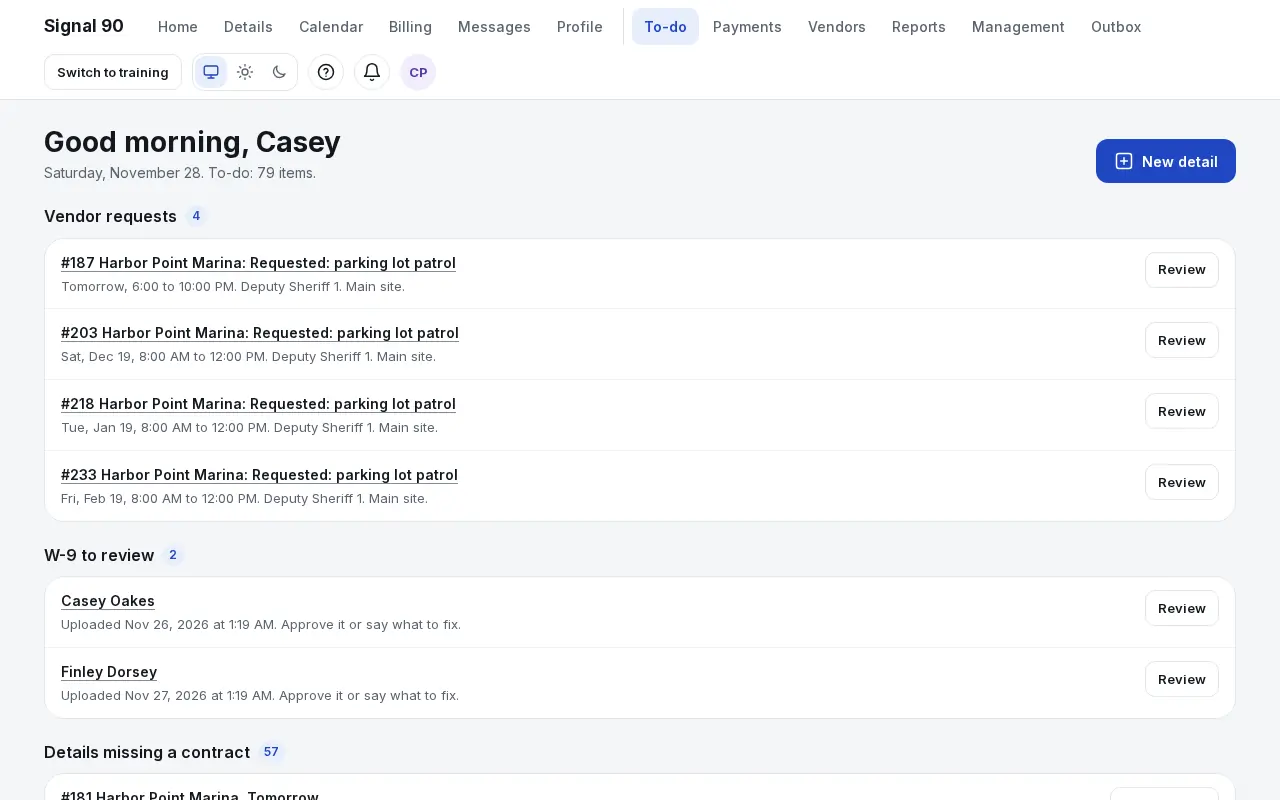 Signal 90
Home
Details
Calendar
Billing
Messages
Profile
To-do
Payments
Vendors
Reports
Management
Outbox
Switch to training
CP
Good morning, Casey
Saturday, November 28. To-do: 79 items.
New detail
Vendor requests 4
#187 Harbor Point Marina: Requested: parking lot patrol
Tomorrow, 6:00 to 10:00 PM. Deputy Sheriff 1. Main site.
Review
#203 Harbor Point Marina: Requested: parking lot patrol
Sat, Dec 19, 8:00 AM to 12:00 PM. Deputy Sheriff 1. Main site.
Review
#218 Harbor Point Marina: Requested: parking lot patrol
Tue, Jan 19, 8:00 AM to 12:00 PM. Deputy Sheriff 1. Main site.
Review
#233 Harbor Point Marina: Requested: parking lot patrol
Fri, Feb 19, 8:00 AM to 12:00 PM. Deputy Sheriff 1. Main site.
Review
W-9 to review 2
Casey Oakes
Uploaded Nov 26, 2026 at 1:19 AM. Approve it or say what to fix.
Review
Finley Dorsey
Uploaded Nov 27, 2026 at 1:19 AM. Approve it or say what to fix.
Review
Details missing a contract 57
#181 Harbor Point Marina, Tomorrow